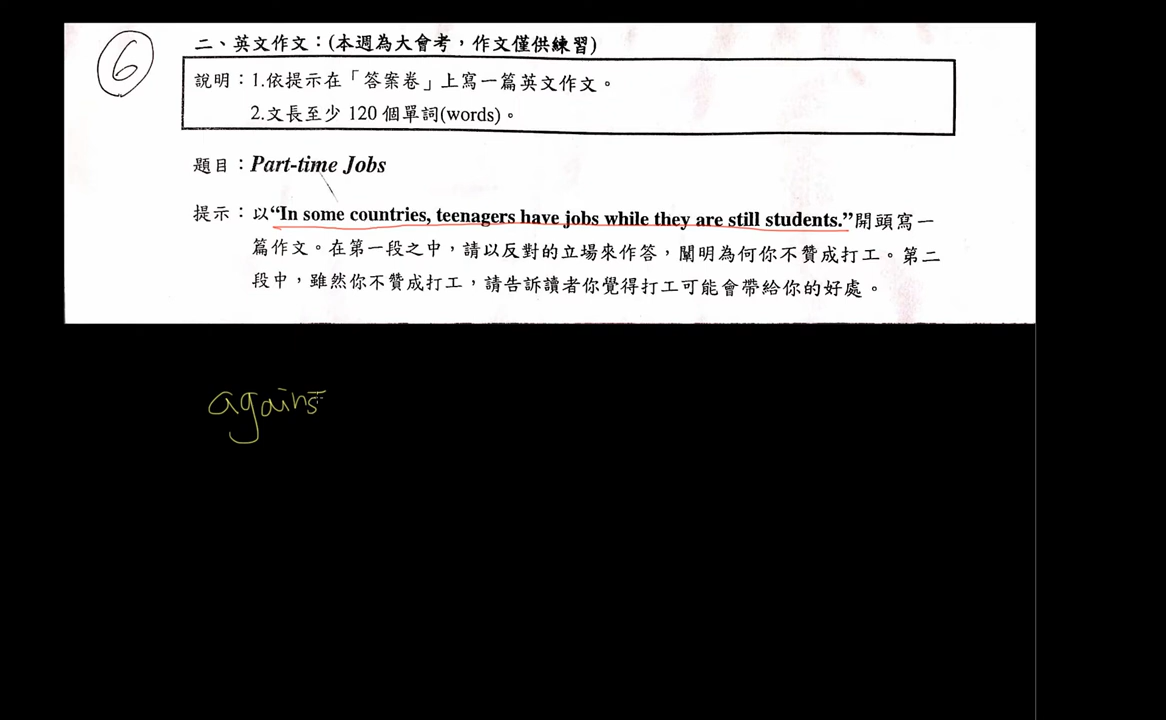 6
二、英文作文：(本週為大會考，作文僅供練習)
說明：1.依提示在「答案卷」上寫一篇英文作文。
2.文長至少 120 個單詞(words)。
題目：Part-time Jobs
提示：以“In some countries, teenagers have jobs while they are still students.”開頭寫一
篇作文。在第一段之中，請以反對的立場來作答，闡明為何你不贊成打工。第二
段中，雖然你不贊成打工，請告訴讀者你覺得打工可能會帶給你的好處。
agains